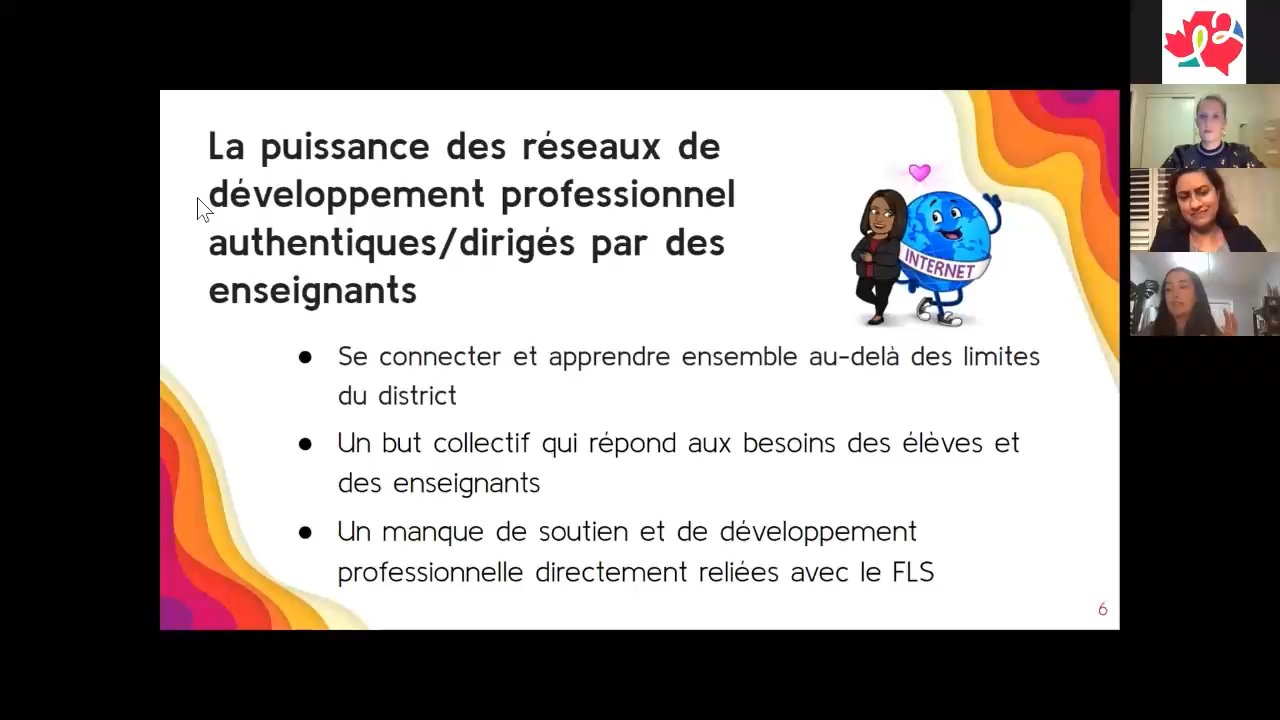 La puissance des réseaux de
développement professionnel
authentiques/dirigés par des
enseignants
INTERNET
● Se connecter et apprendre ensemble au-delà des limites
du district
● Un but collectif qui répond aux besoins des élèves et
des enseignants
● Un manque de soutien et de développement
professionnelle directement reliées avec le FLS
6